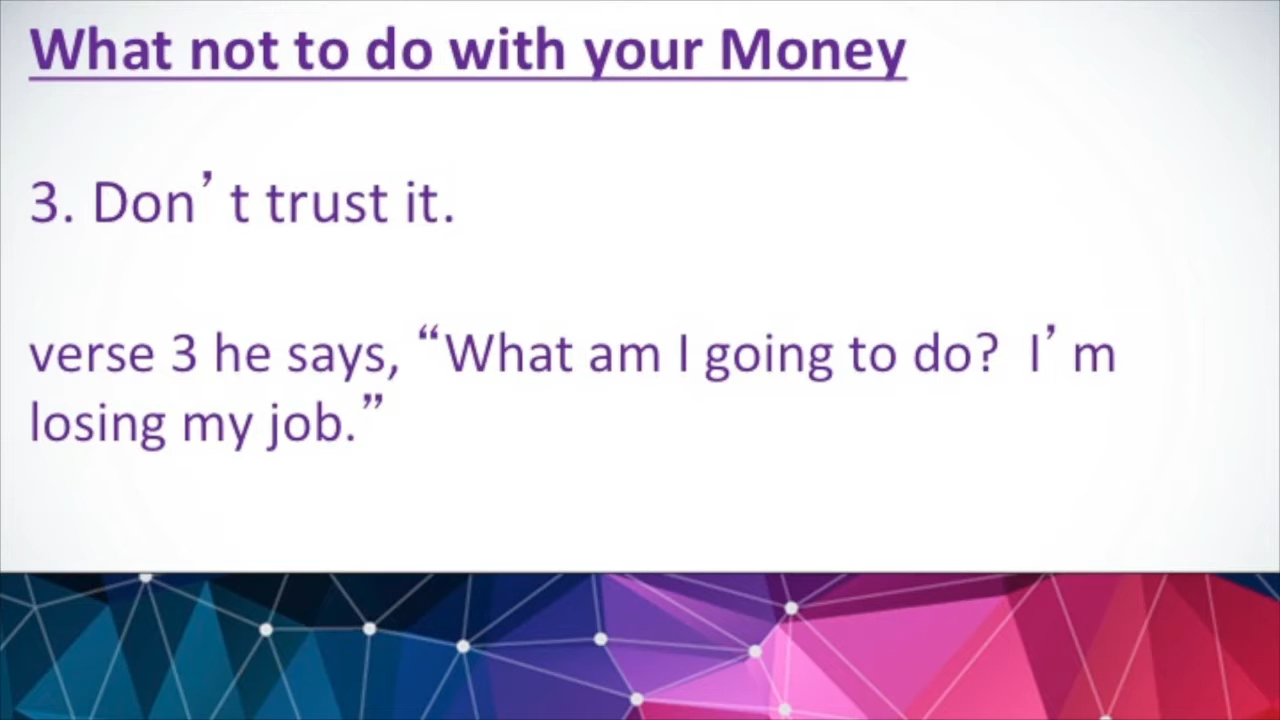 What not to do with your Money
3. Don’t trust it.
verse 3 he says, “What am I going to do?  I’m
losing my job.”